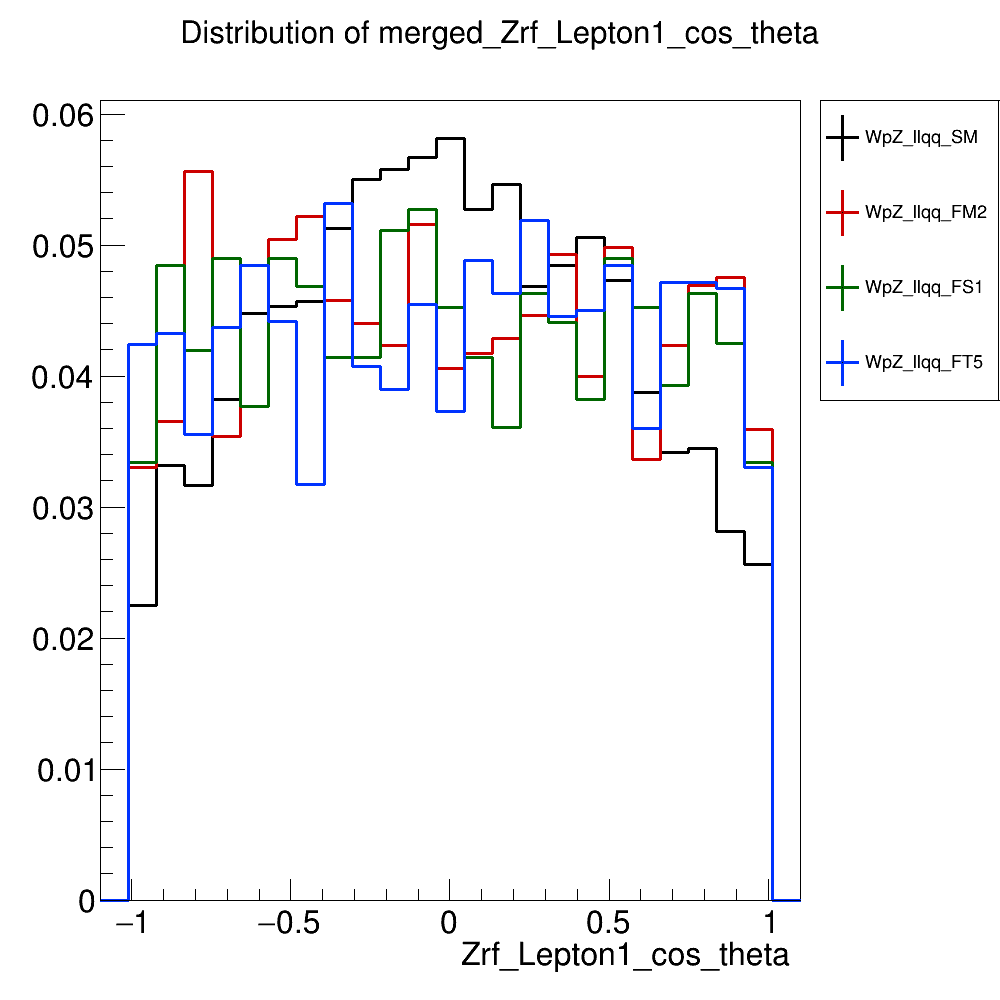 Distribution of merged_Zrf_Lepton1_cos_theta
0.06
0.05
0.04
0.03
0.02
0.01
0
−1
−0.5
0
0.5
1
Zrf_Lepton1_cos_theta
WpZ_llqq_SM
WpZ_llqq_FM2
WpZ_llqq_FS1
WpZ_llqq_FT5